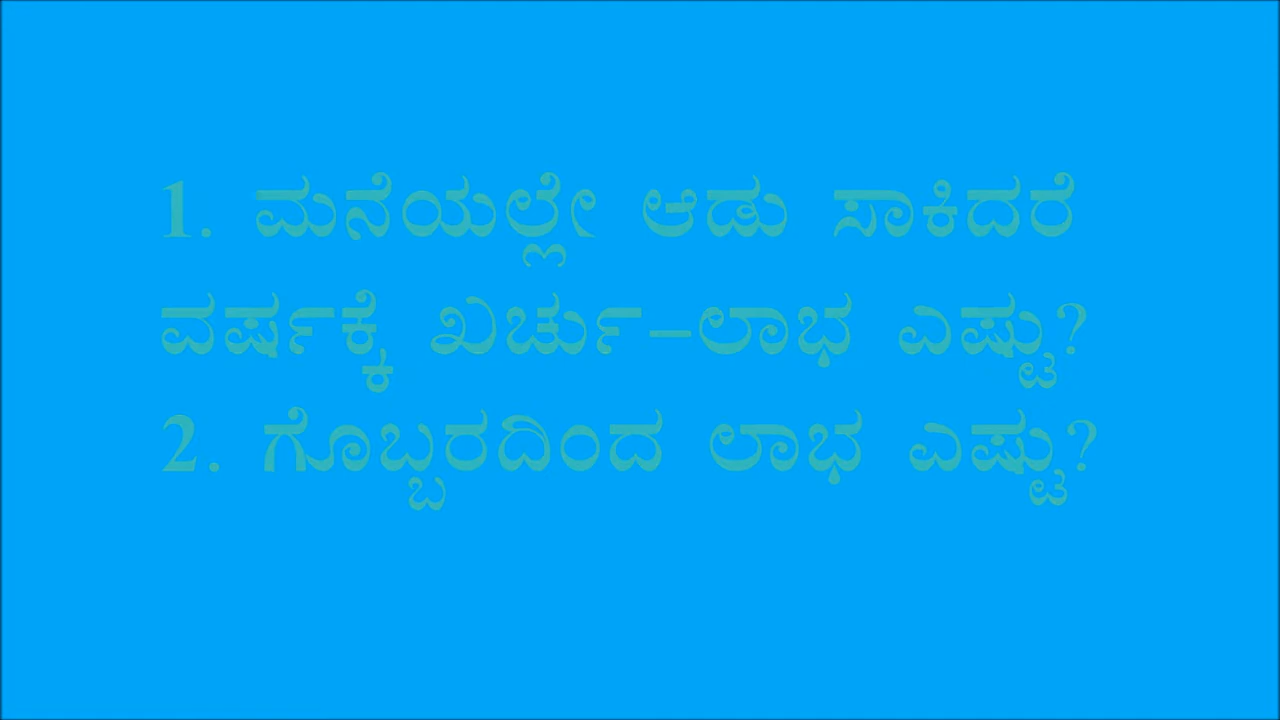 1. ಮನೆಯಲ್ಲೇ ಆಡು ಸಾಕಿದರೆ
ವರ್ಷಕ್ಕೆ ಖರ್ಚು-ಲಾಭ ಎಷ್ಟು?
2. ಗೊಬ್ಬರದಿಂದ ಲಾಭ ಎಷ್ಟು?